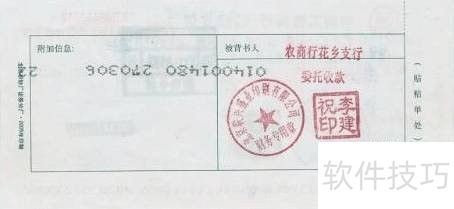 附加信息:
被背书人
农商行花乡支行
委托收款
014001480 270306
财务专用章
李建
祝印
(贴粘单处)
软件技巧